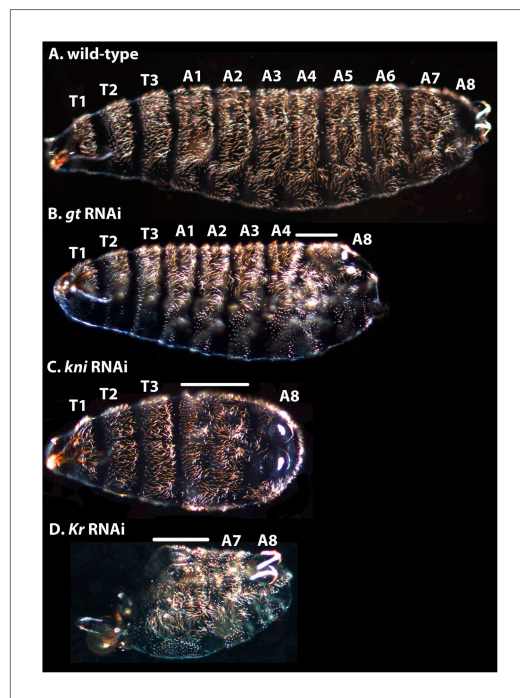 A. wild-type
T1 T2 T3 A1 A2 A3 A4 A5 A6 A7 A8
B. gt RNAi
T1 T2 T3 A1 A2 A3 A4 A8
C. kni RNAi
T1 T2 T3 A8
D. Kr RNAi
A7 A8